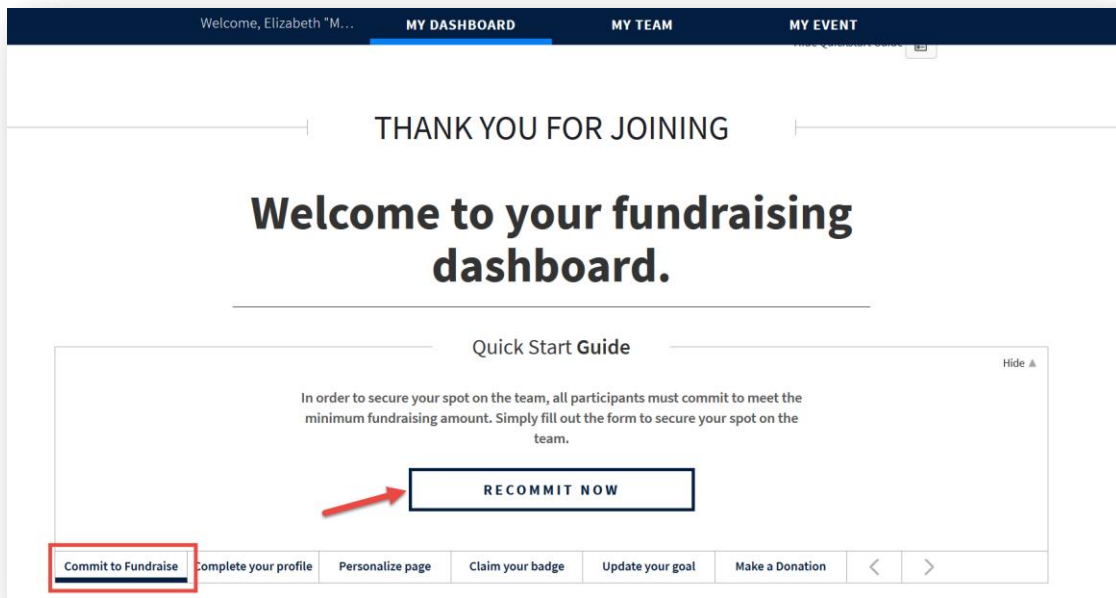 Welcome, Elizabeth "M...
MY DASHBOARD
MY TEAM
MY EVENT
Hide Quickstart Guide
THANK YOU FOR JOINING
Welcome to your fundraising
dashboard.
Quick Start Guide
Hide ▲
In order to secure your spot on the team, all participants must commit to meet the
minimum fundraising amount. Simply fill out the form to secure your spot on the
team.
RECOMMIT NOW
Commit to Fundraise
Complete your profile
Personalize page
Claim your badge
Update your goal
Make a Donation